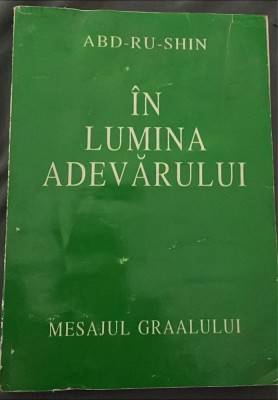 ABD-RU-SHIN
ÎN
LUMINA
ADEVĂRULUI
MESAJUL GRAALULUI